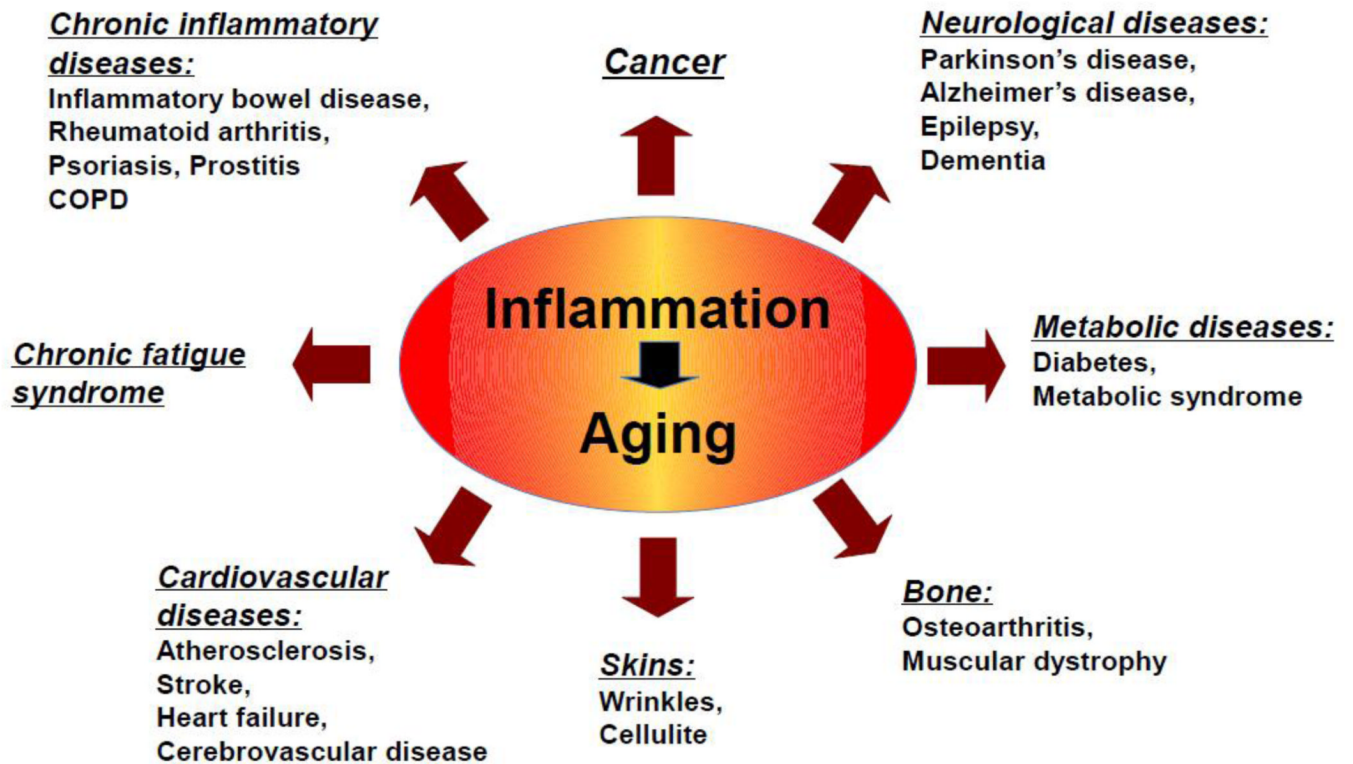 Chronic inflammatory
diseases:
Inflammatory bowel disease,
Rheumatoid arthritis,
Psoriasis, Prostitis
COPD
Cancer
Neurological diseases:
Parkinson’s disease,
Alzheimer’s disease,
Epilepsy,
Dementia
Chronic fatigue
syndrome
Inflammation
Aging
Metabolic diseases:
Diabetes,
Metabolic syndrome
Cardiovascular
diseases:
Atherosclerosis,
Stroke,
Heart failure,
Cerebrovascular disease
Skins:
Wrinkles,
Cellulite
Bone:
Osteoarthritis,
Muscular dystrophy